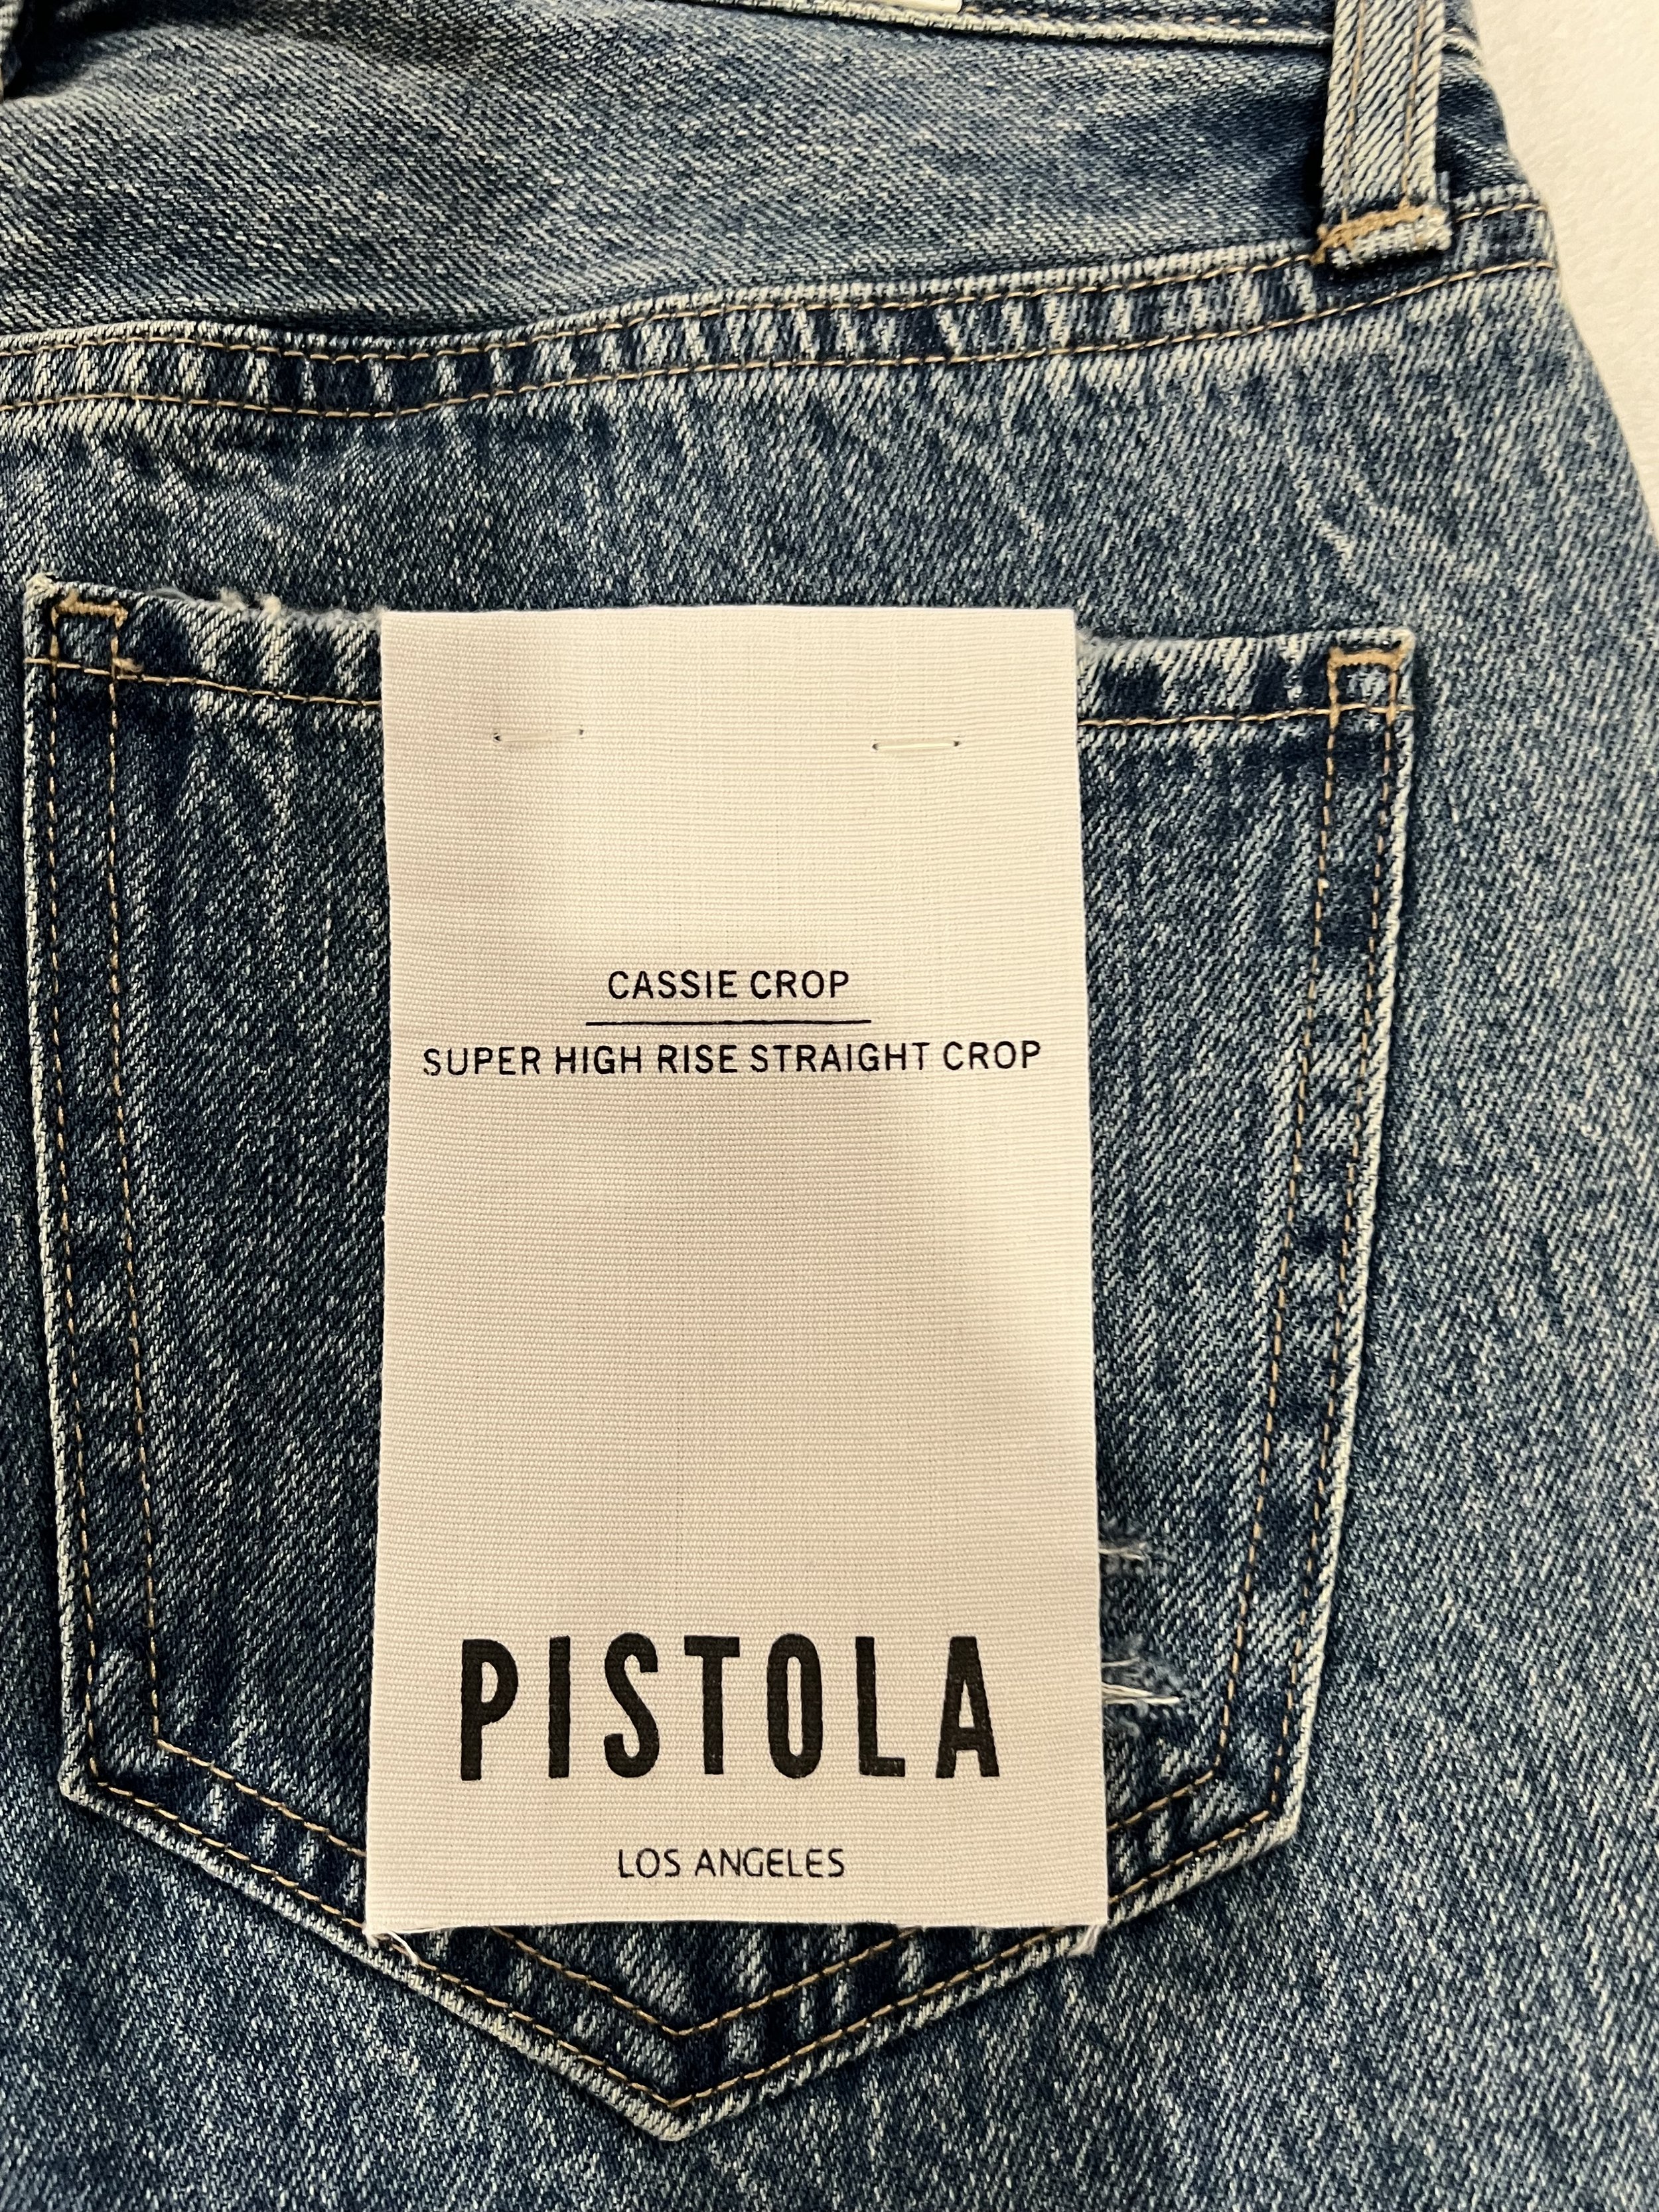 CASSIE CROP
SUPER HIGH RISE STRAIGHT CROP
PISTOLA
LOS ANGELES